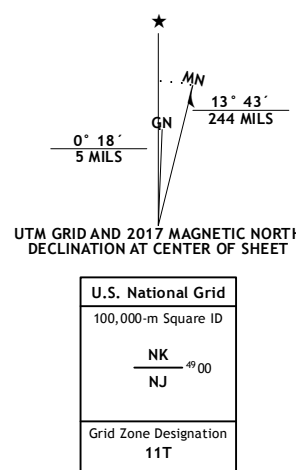 ★
MN
13° 43´
244 MILS
GN
0° 18´
5 MILS
UTM GRID AND 2017 MAGNETIC NORTH
DECLINATION AT CENTER OF SHEET
U.S. National Grid
100,000-m Square ID
NK
4900
NJ
Grid Zone Designation
11T